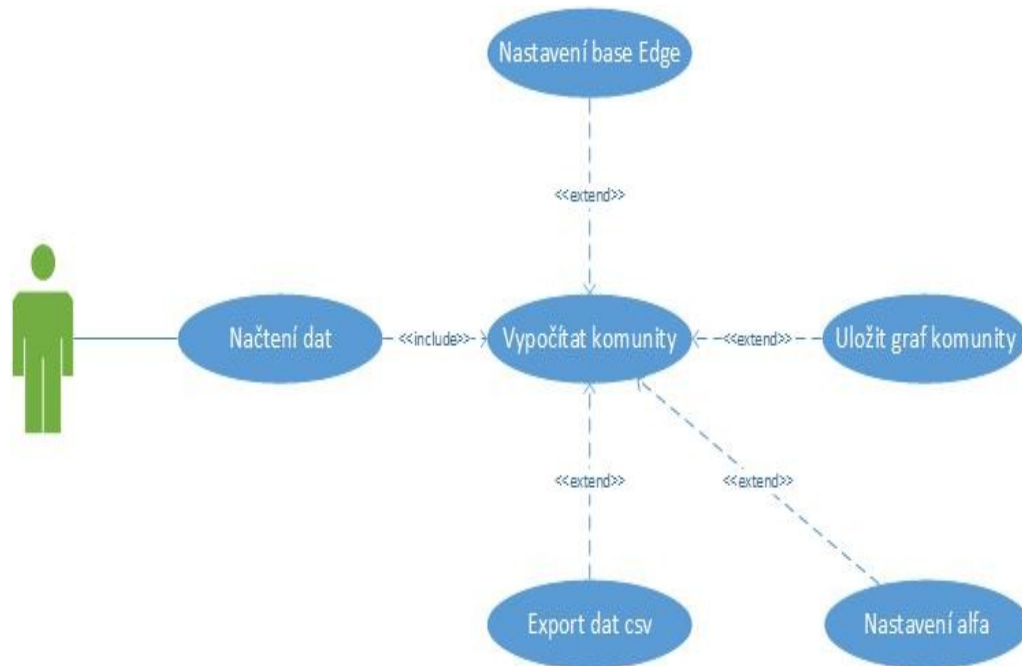 Nastavení base Edge
<<extend>>
Načtení dat
<<include>>
Vypočítat komunity
<<extend>>
Uložit graf komunity
<<extend>>
<<extend>>
Export dat csv
Nastavení alfa